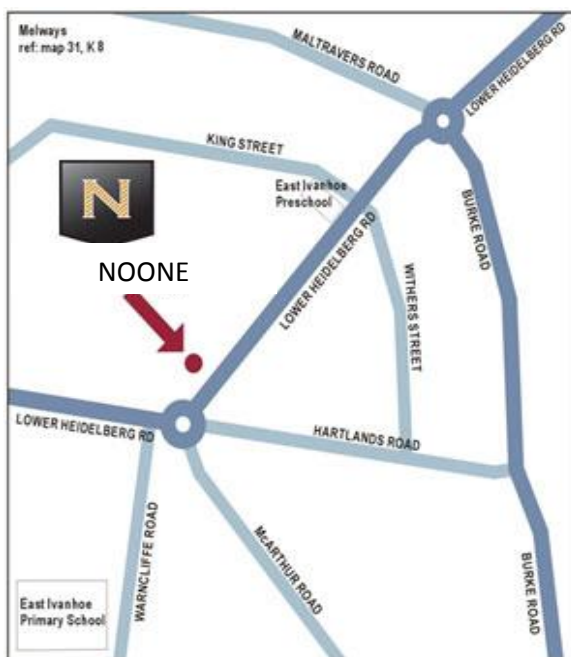 Melways
ref: map 31, K 8
MALTRAVERS ROAD
LOWER HEIDELBERG RD
KING STREET
East Ivanhoe
Preschool
BURKE ROAD
N
NOONE
LOWER HEIDELBERG RD
WITHERS STREET
LOWER HEIDELBERG RD
HARTLANDS ROAD
WARNCLIFFE ROAD
McARTHUR ROAD
BURKE ROAD
East Ivanhoe
Primary School